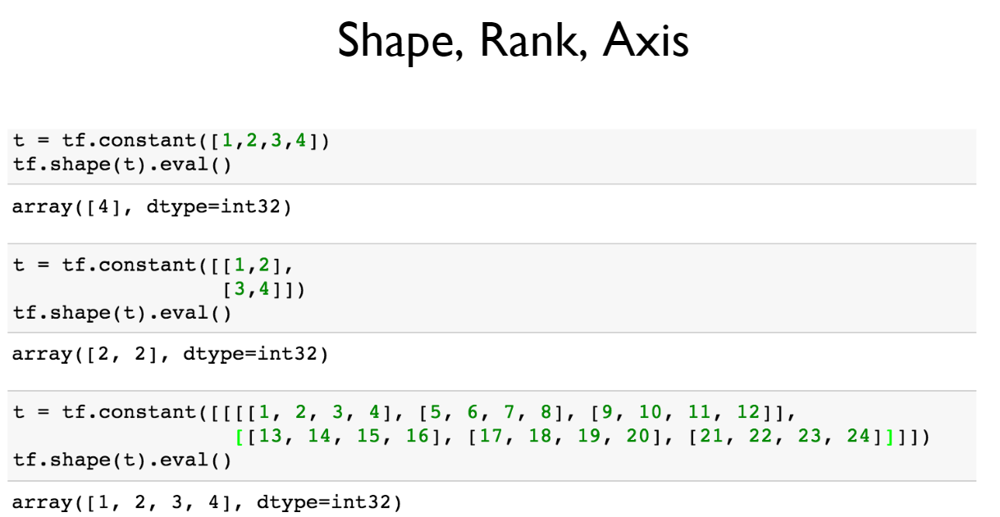 Shape, Rank, Axis
t = tf.constant([1,2,3,4])
tf.shape(t).eval()
array([4], dtype=int32)
t = tf.constant([[1,2],
[3,4]])
tf.shape(t).eval()
array([2, 2], dtype=int32)
t = tf.constant([[[[1, 2, 3, 4], [5, 6, 7, 8], [9, 10, 11, 12]],
[[13, 14, 15, 16], [17, 18, 19, 20], [21, 22, 23, 24]]]])
tf.shape(t).eval()
array([1, 2, 3, 4], dtype=int32)